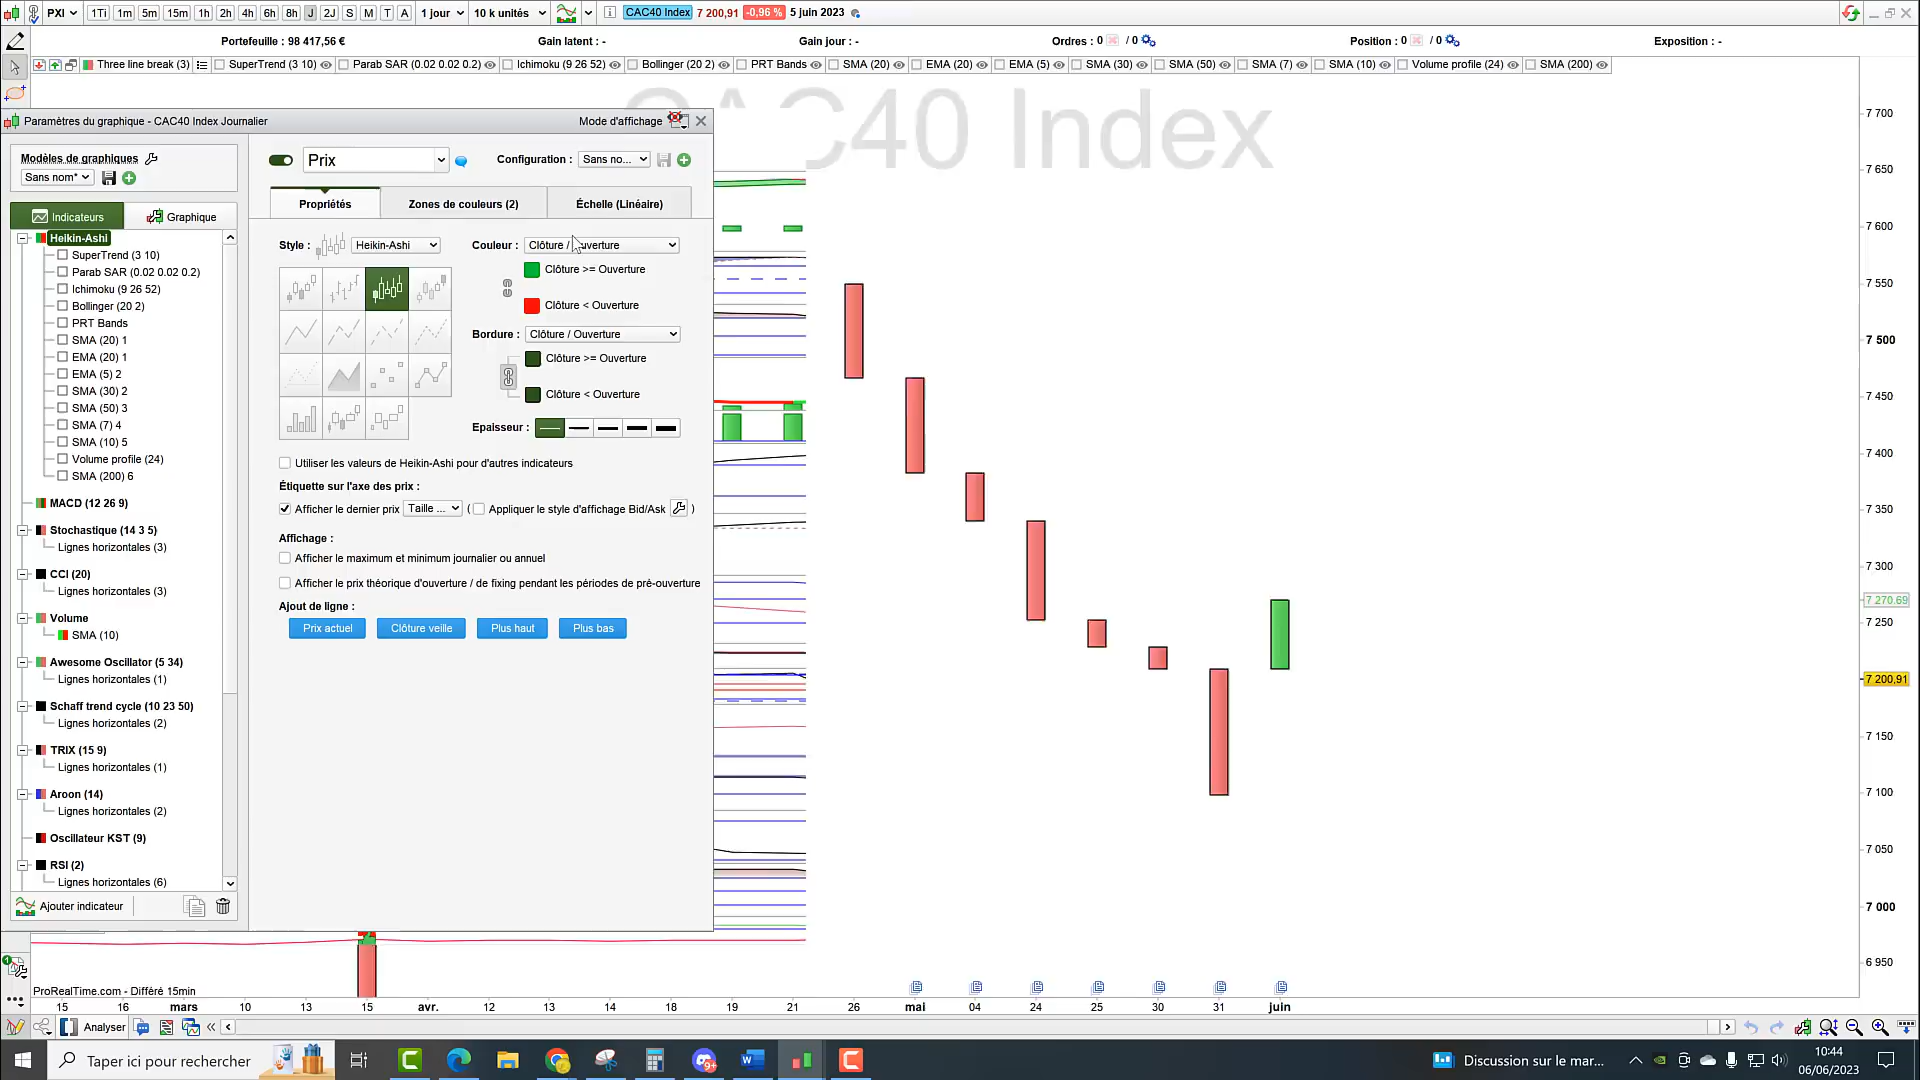 PXI 1Ti 1m 5m 15m 1h 2h 4h 6h 8h J 2J S M T A 1 jour 10 k unités CAC40 Index 7 200,91 -0,96 % 5 juin 2023
Portefeuille : 98 417,56 € Gain latent : - Gain jour : - Ordres : 0 / 0 Position : 0 / 0 Exposition : -
Three line break (3) SuperTrend (3 10) Parab SAR (0.02 0.02 0.2) Ichimoku (9 26 52) Bollinger (20 2) PRT Bands SMA (20) EMA (20) EMA (5) SMA (30) SMA (50) SMA (7) SMA (10) Volume profile (24) SMA (200)
CAC40 Index
Paramètres du graphique - CAC40 Index Journalier Mode d'affichage
Modèles de graphiques
Sans nom*
Indicateurs Graphique
Heikin-Ashi
SuperTrend (3 10)
Parab SAR (0.02 0.02 0.2)
Ichimoku (9 26 52)
Bollinger (20 2)
PRT Bands
SMA (20) 1
EMA (20) 1
EMA (5) 2
SMA (30) 2
SMA (50) 3
SMA (7) 4
SMA (10) 5
Volume profile (24)
SMA (200) 6
MACD (12 26 9)
Stochastique (14 3 5)
Lignes horizontales (3)
CCI (20)
Lignes horizontales (3)
Volume
SMA (10)
Awesome Oscillator (5 34)
Lignes horizontales (1)
Schaff trend cycle (10 23 50)
Lignes horizontales (2)
TRIX (15 9)
Lignes horizontales (1)
Aroon (14)
Lignes horizontales (2)
Oscillateur KST (9)
RSI (2)
Lignes horizontales (6)
Ajouter indicateur
Prix Configuration : Sans no...
Propriétés Zones de couleurs (2) Échelle (Linéaire)
Style : Heikin-Ashi Couleur : Clôture / Ouverture
Clôture >= Ouverture
Clôture < Ouverture
Bordure : Clôture / Ouverture
Clôture >= Ouverture
Clôture < Ouverture
Epaisseur :
Utiliser les valeurs de Heikin-Ashi pour d'autres indicateurs
Étiquette sur l'axe des prix :
Afficher le dernier prix Taille ... ( Appliquer le style d'affichage Bid/Ask )
Affichage :
Afficher le maximum et minimum journalier ou annuel
Afficher le prix théorique d'ouverture / de fixing pendant les périodes de pré-ouverture
Ajout de ligne :
Prix actuel Clôture veille Plus haut Plus bas
7 700
7 650
7 600
7 550
7 500
7 450
7 400
7 350
7 300
7 270.69
7 250
7 200,91
7 150
7 100
7 050
7 000
6 950
ProRealTime.com - Différé 15min
15 16 mars 10 13 15 avr. 12 13 14 18 19 21 26 mai 04 24 25 30 31 juin
Analyser
Taper ici pour rechercher Discussion sur le mar... 10:44
06/06/2023